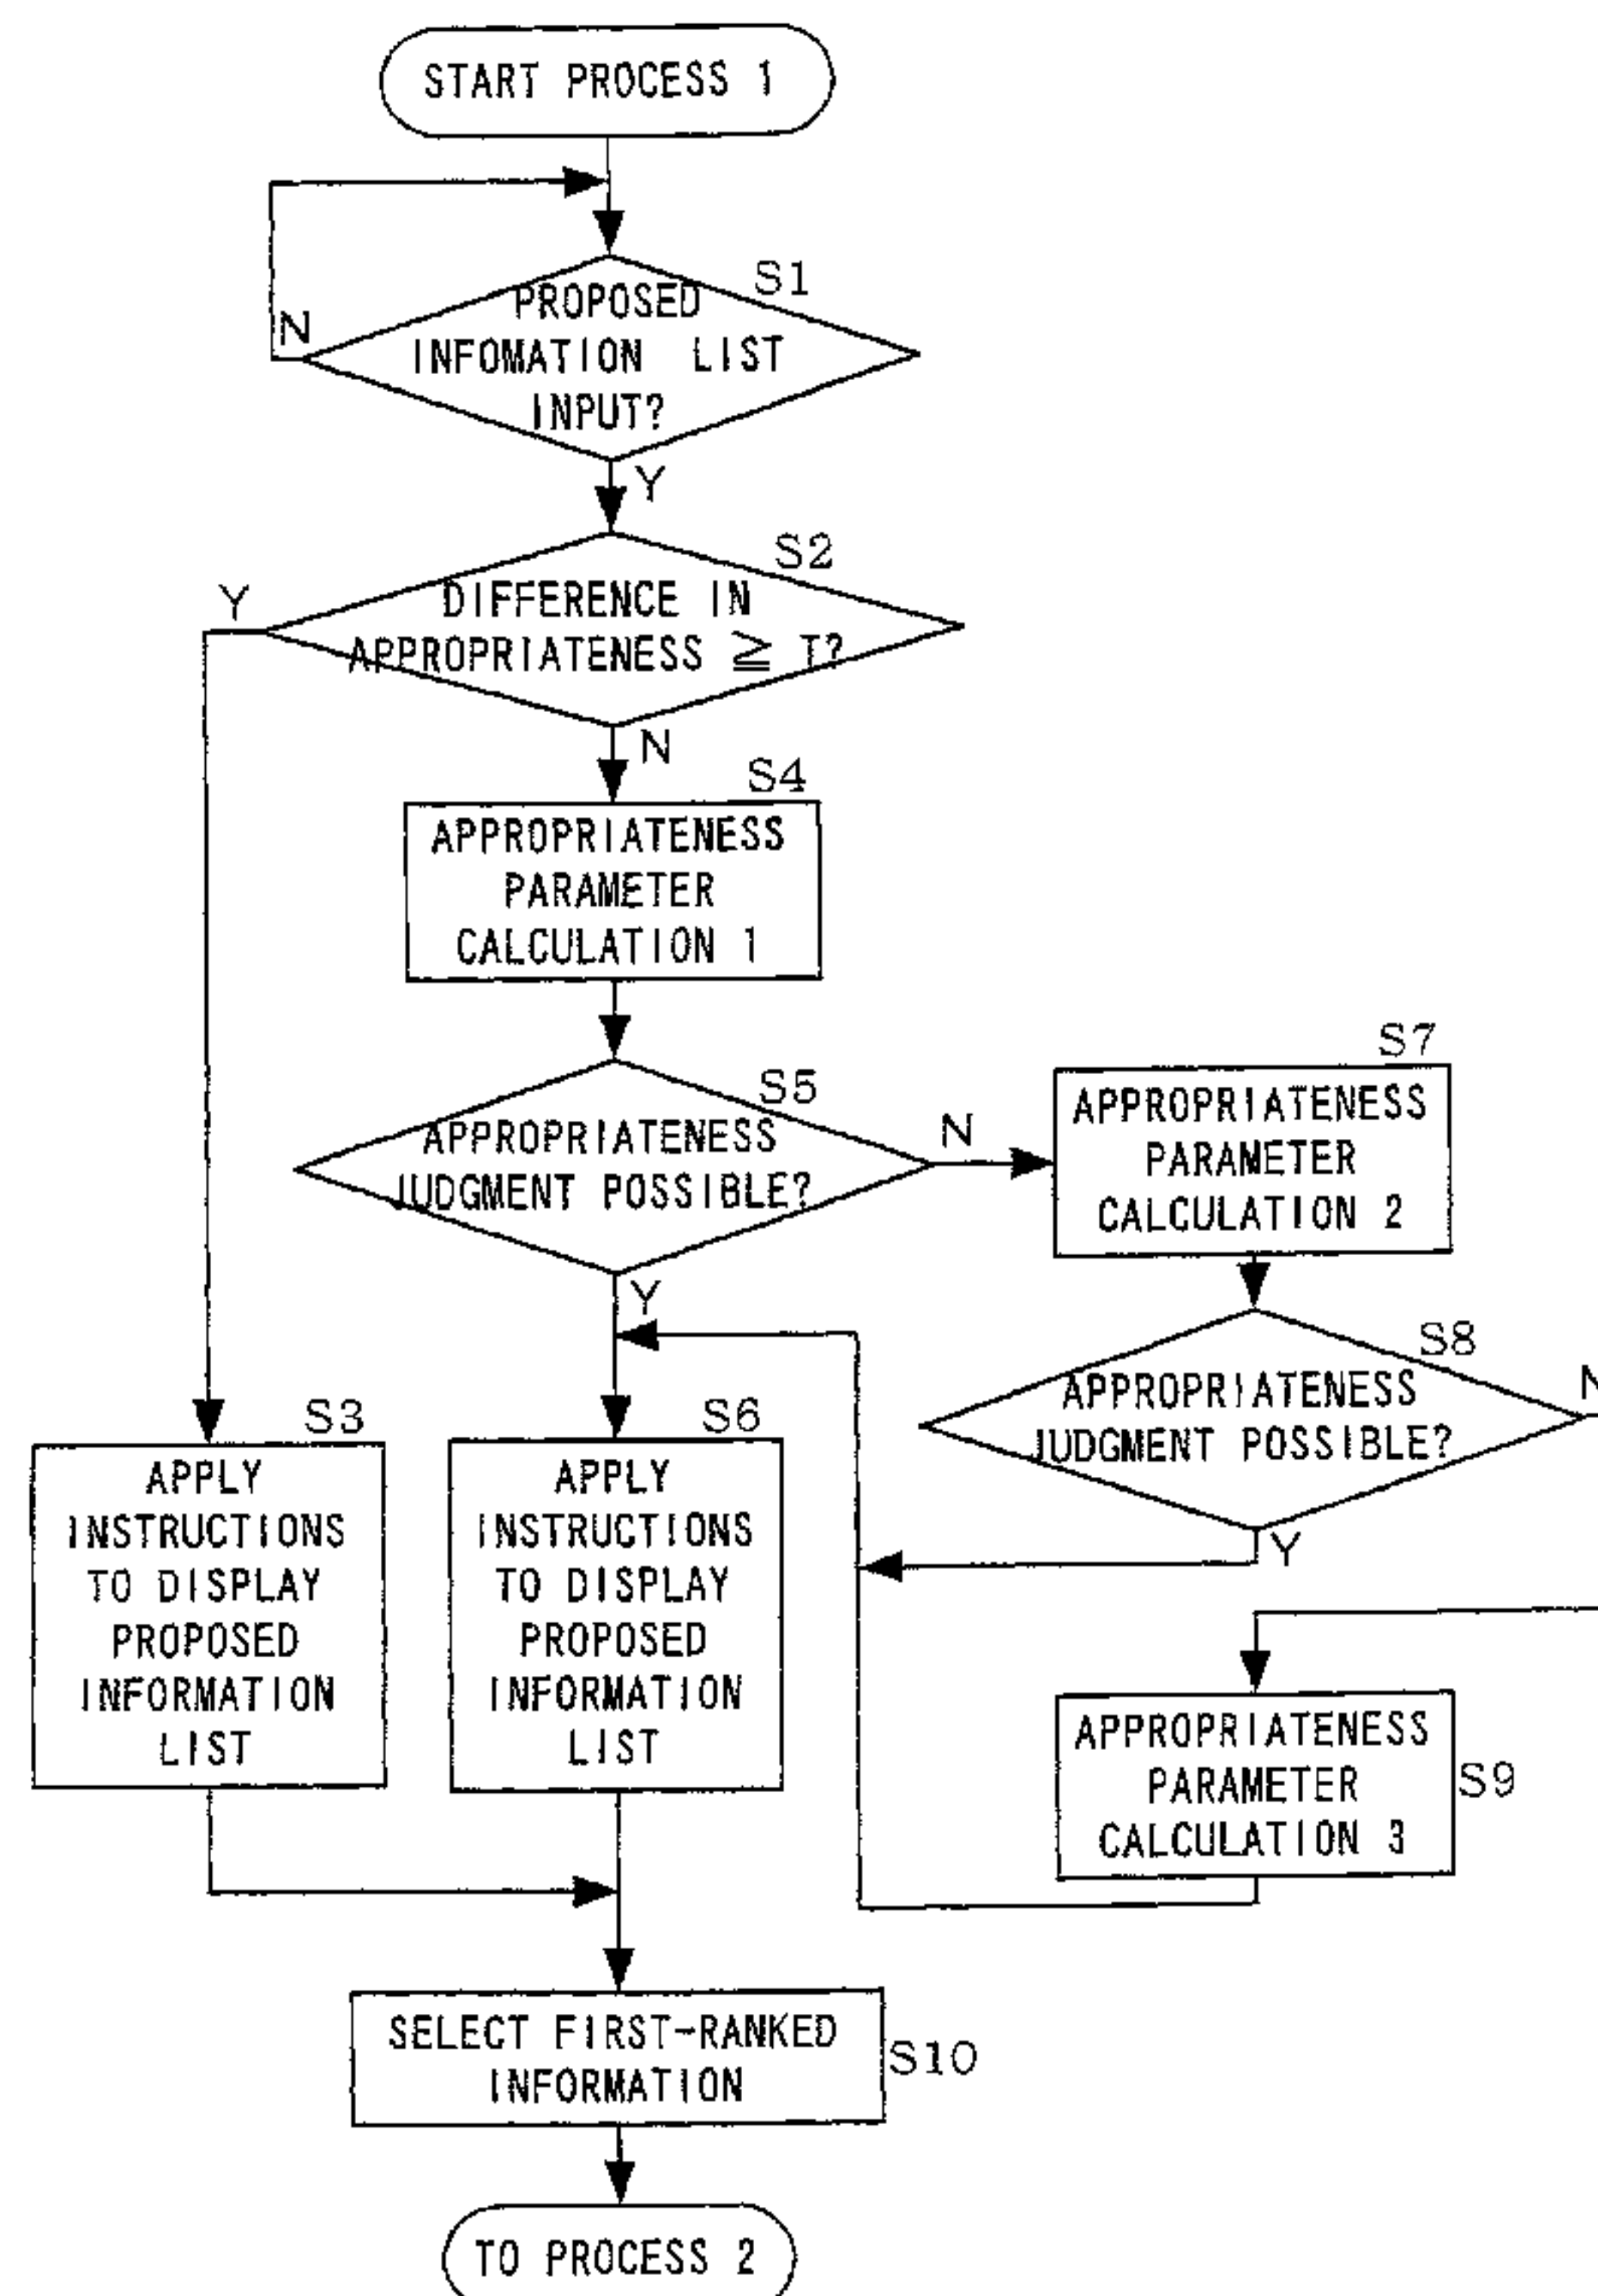 START PROCESS 1
S1
PROPOSED
INFOMATION LIST
INPUT?
N
Y
S2
DIFFERENCE IN
APPROPRIATENESS ≧ T?
Y
N
S4
APPROPRIATENESS
PARAMETER
CALCULATION 1
S5
APPROPRIATENESS
JUDGMENT POSSIBLE?
N
Y
S7
APPROPRIATENESS
PARAMETER
CALCULATION 2
S8
APPROPRIATENESS
JUDGMENT POSSIBLE?
N
Y
S3
APPLY
INSTRUCTIONS
TO DISPLAY
PROPOSED
INFORMATION
LIST
S6
APPLY
INSTRUCTIONS
TO DISPLAY
PROPOSED
INFORMATION
LIST
APPROPRIATENESS
PARAMETER
CALCULATION 3
S9
SELECT FIRST-RANKED
INFORMATION
S10
TO PROCESS 2